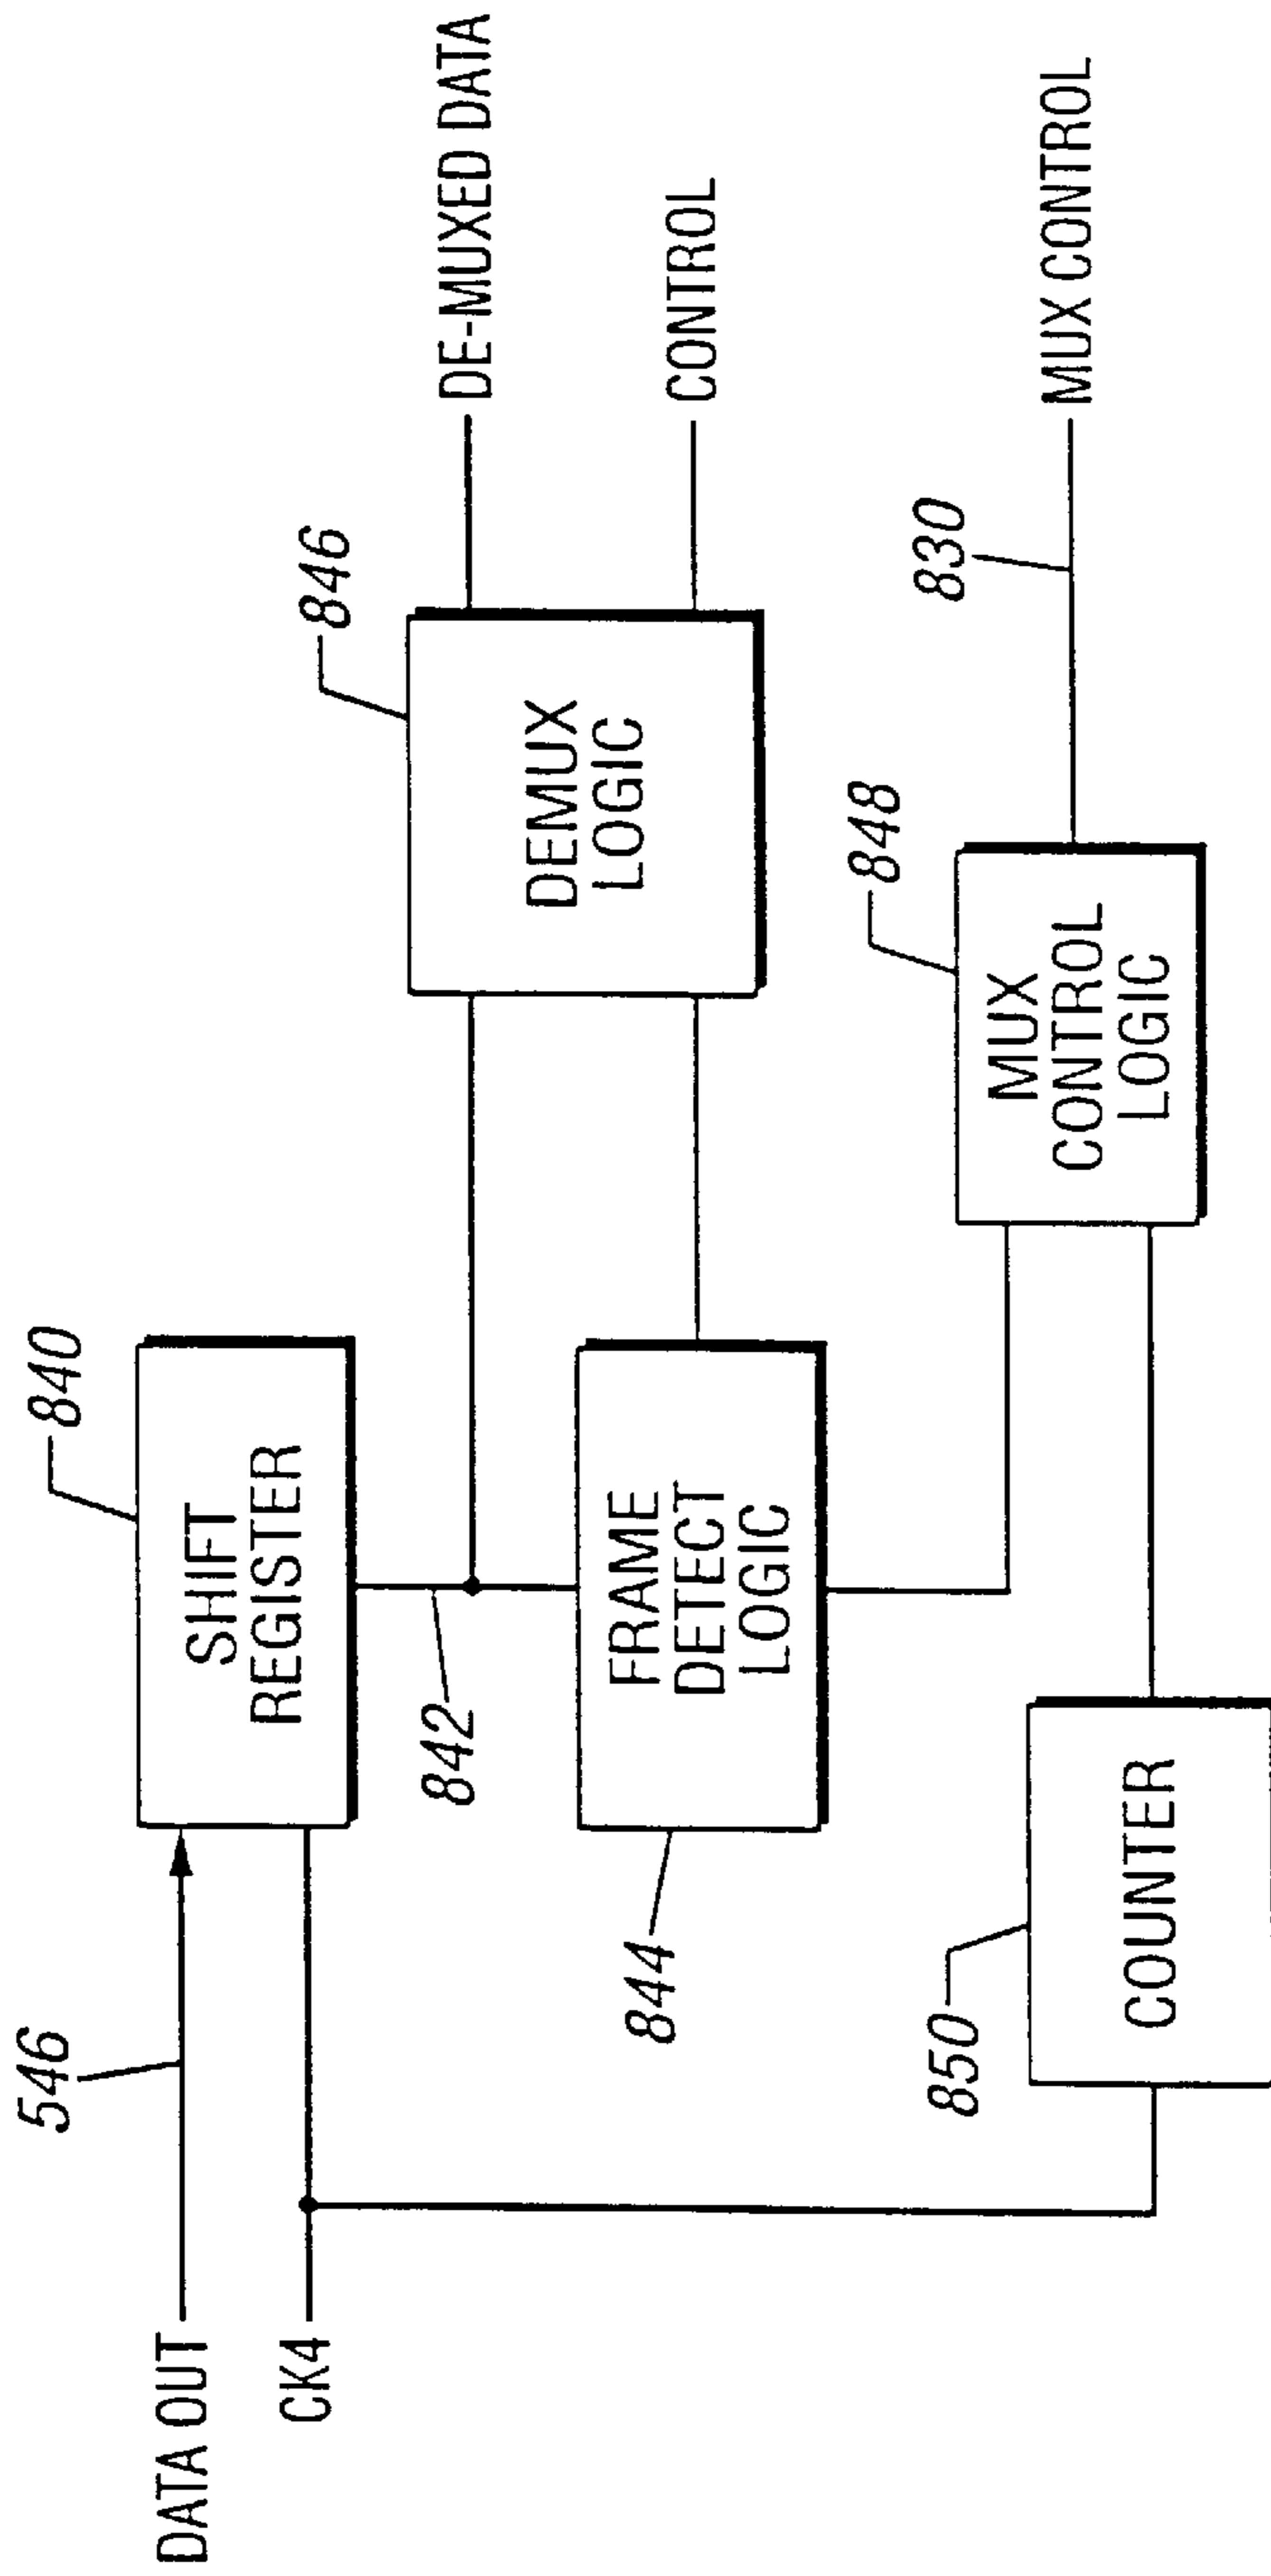 DATA OUT
546
CK4
SHIFT
REGISTER
840
842
FRAME
DETECT
LOGIC
844
DEMUX
LOGIC
846
DE-MUXED DATA
CONTROL
COUNTER
850
MUX
CONTROL
LOGIC
848
830
MUX CONTROL